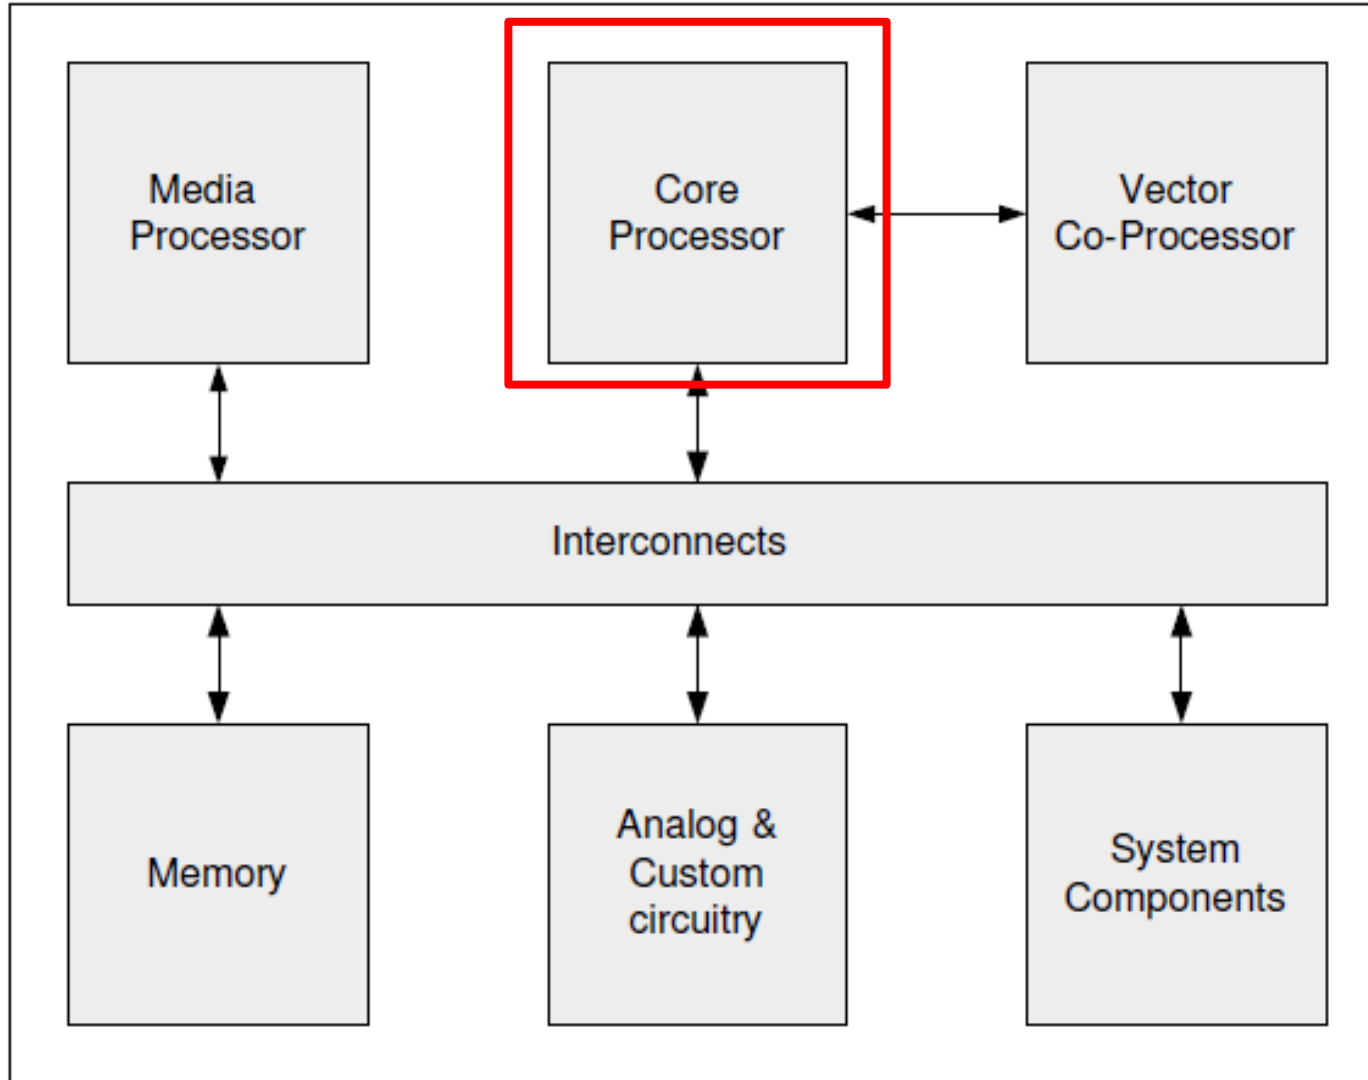 Media
Processor
Core
Processor
Vector
Co-Processor
Interconnects
Memory
Analog &
Custom
circuitry
System
Components